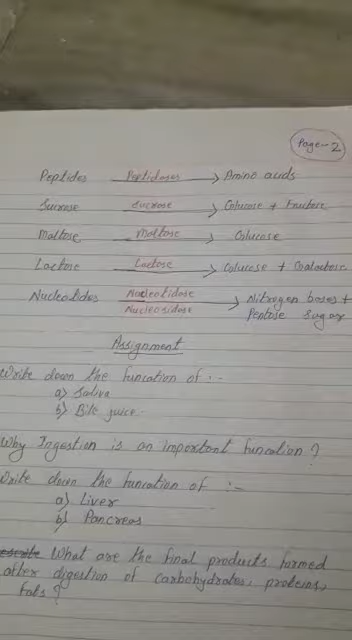 Page-2
Peptides Peptidases → Amino acids
Sucrose Sucrase → Glucose + Fructose
Maltose Maltase → Glucose
Lactose Lactase → Glucose + Galactose
Nucleotides Nucleotidase → Nitrogen bases +
Nucleosidase Pentose sugar
Assignment
Write down the function of :-
a) Saliva
b) Bile juice
Why Ingestion is an important function ?
Write down the function of :-
a) Liver
b) Pancreas
What are the final products formed
after digestion of carbohydrates, proteins,
fats ?